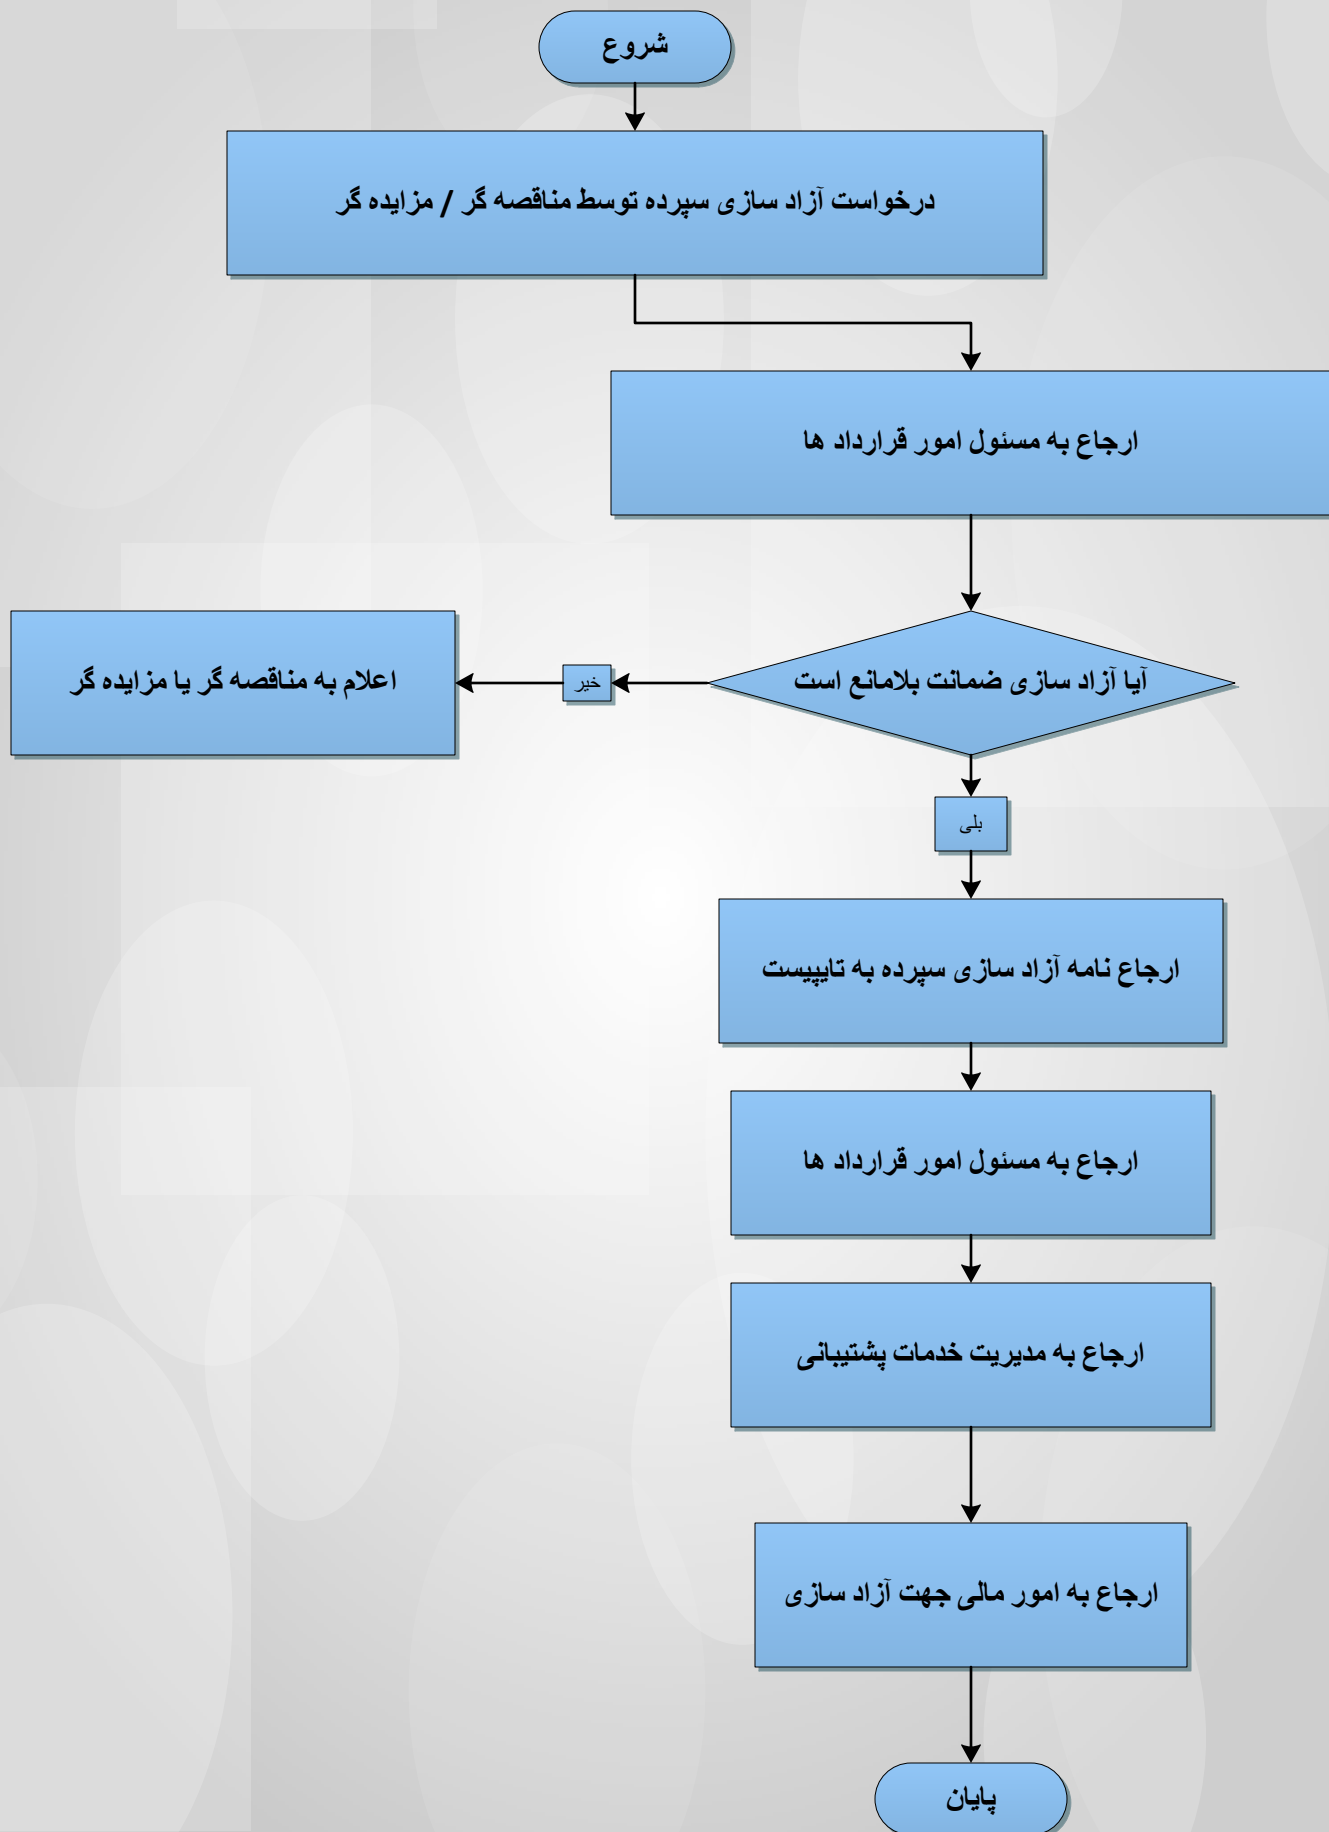 شروع
درخواست آزاد سازی سپرده توسط مناقصه گر / مزایده گر
ارجاع به مسئول امور قرارداد ها
آیا آزاد سازی ضمانت بلامانع است
خیر
اعلام به مناقصه گر یا مزایده گر
بلی
ارجاع نامه آزاد سازی سپرده به تایپیست
ارجاع به مسئول امور قرارداد ها
ارجاع به مدیریت خدمات پشتیبانی
ارجاع به امور مالی جهت آزاد سازی
پایان